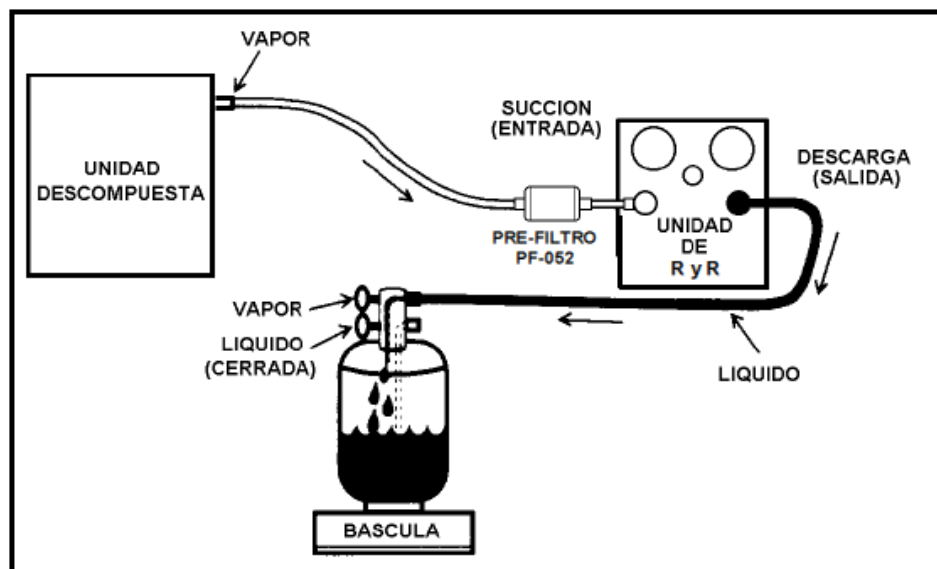 VAPOR
UNIDAD
DESCOMPUESTA
SUCCION
(ENTRADA)
DESCARGA
(SALIDA)
PRE-FILTRO
PF-052
UNIDAD
DE
R y R
VAPOR
LIQUIDO
(CERRADA)
LIQUIDO
BASCULA